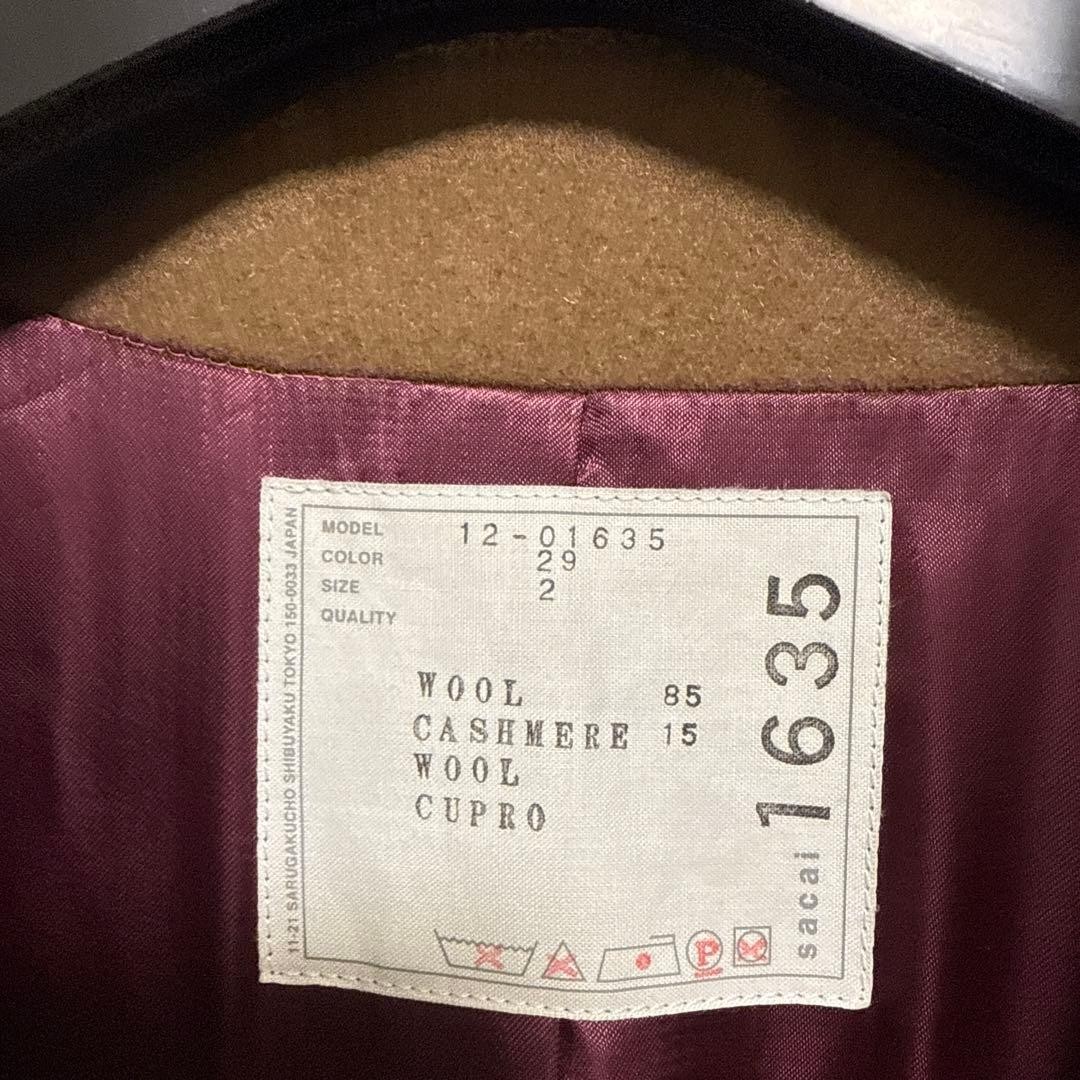 MODEL 12-01635
COLOR 29
SIZE 2
QUALITY
WOOL 85
CASHMERE 15
WOOL
CUPRO
P
sacai 1635
11-21 SARUGAKUCHO SHIBUYAKU TOKYO 150-0033 JAPAN